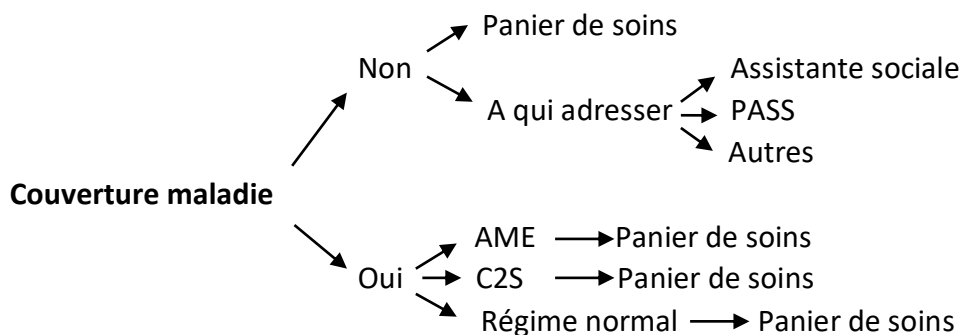 Panier de soins
Non
Assistante sociale
A qui adresser
PASS
Autres
Couverture maladie
AME
Panier de soins
Oui
C2S
Panier de soins
Régime normal
Panier de soins